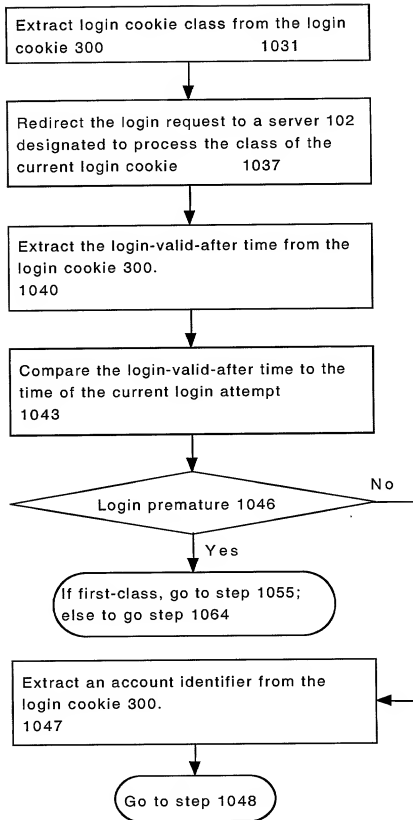 Extract login cookie class from the login
cookie 300 1031
Redirect the login request to a server 102
designated to process the class of the
current login cookie 1037
Extract the login-valid-after time from the
login cookie 300.
1040
Compare the login-valid-after time to the
time of the current login attempt
1043
Login premature 1046
No
Yes
If first-class, go to step 1055;
else to go step 1064
Extract an account identifier from the
login cookie 300.
1047
Go to step 1048